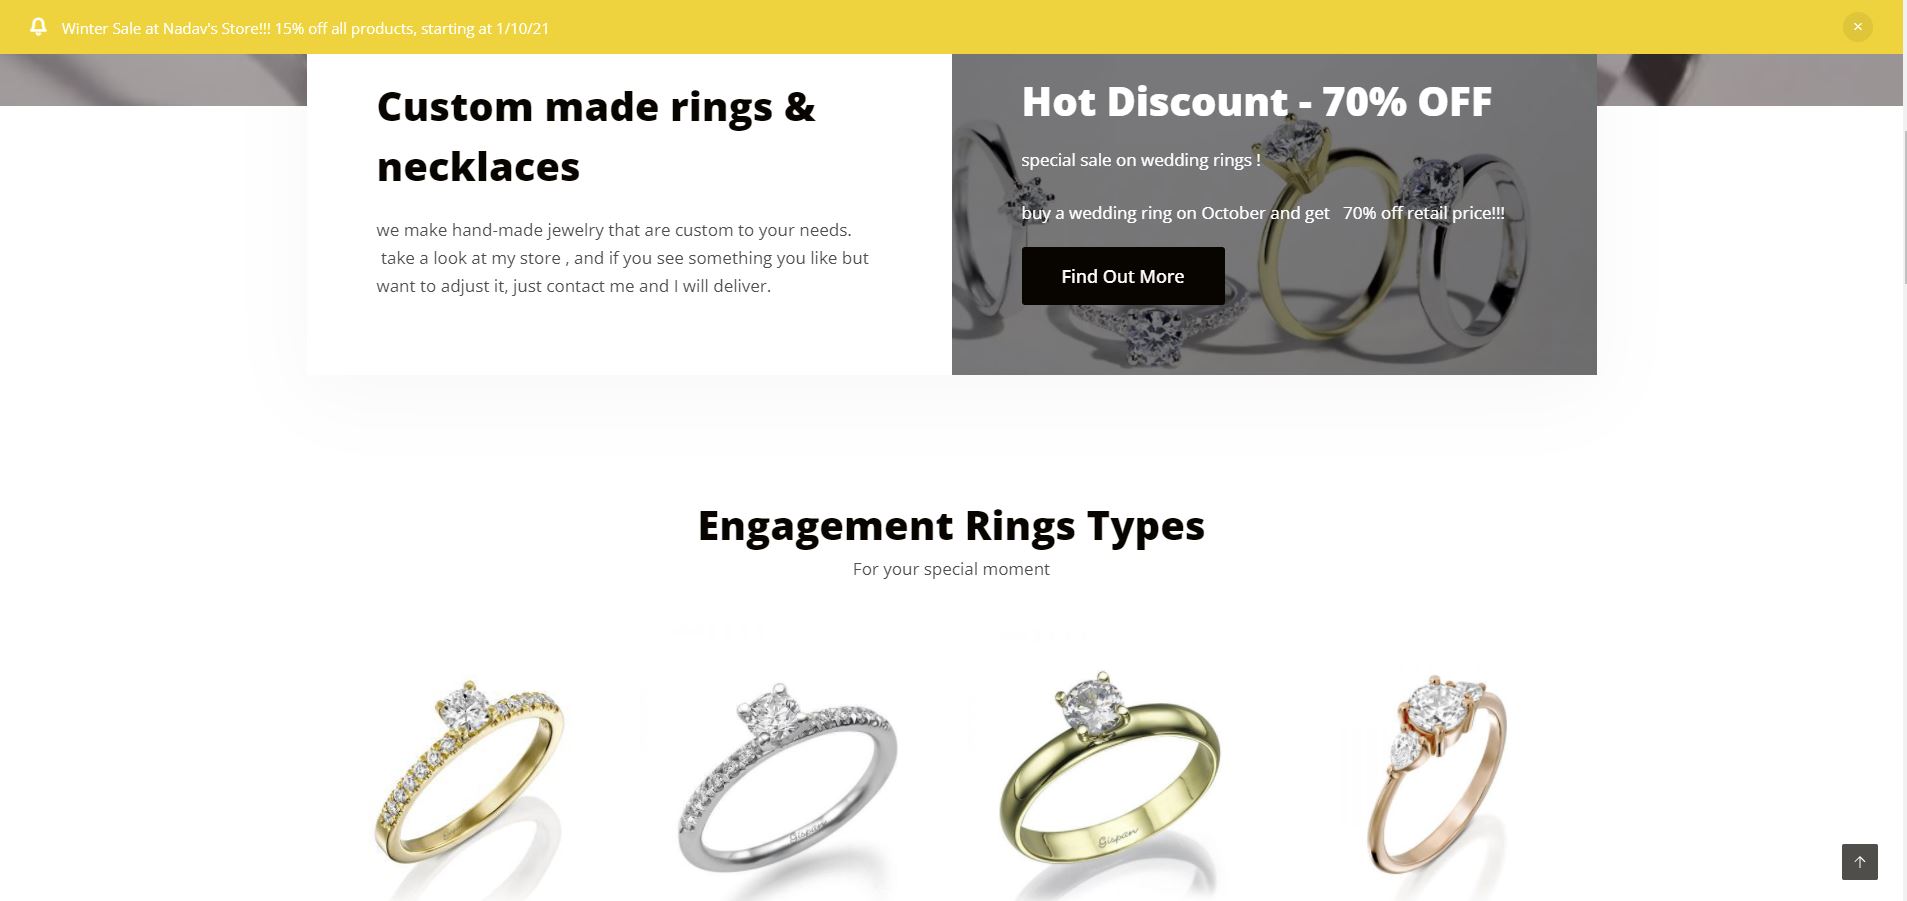 Winter Sale at Nadav's Store!!! 15% off all products, starting at 1/10/21
Custom made rings &
necklaces
we make hand-made jewelry that are custom to your needs.
take a look at my store , and if you see something you like but
want to adjust it, just contact me and I will deliver.
Hot Discount - 70% OFF
special sale on wedding rings !
buy a wedding ring on October and get 70% off retail price!!!
Find Out More
Engagement Rings Types
For your special moment
Gispan
Gispan